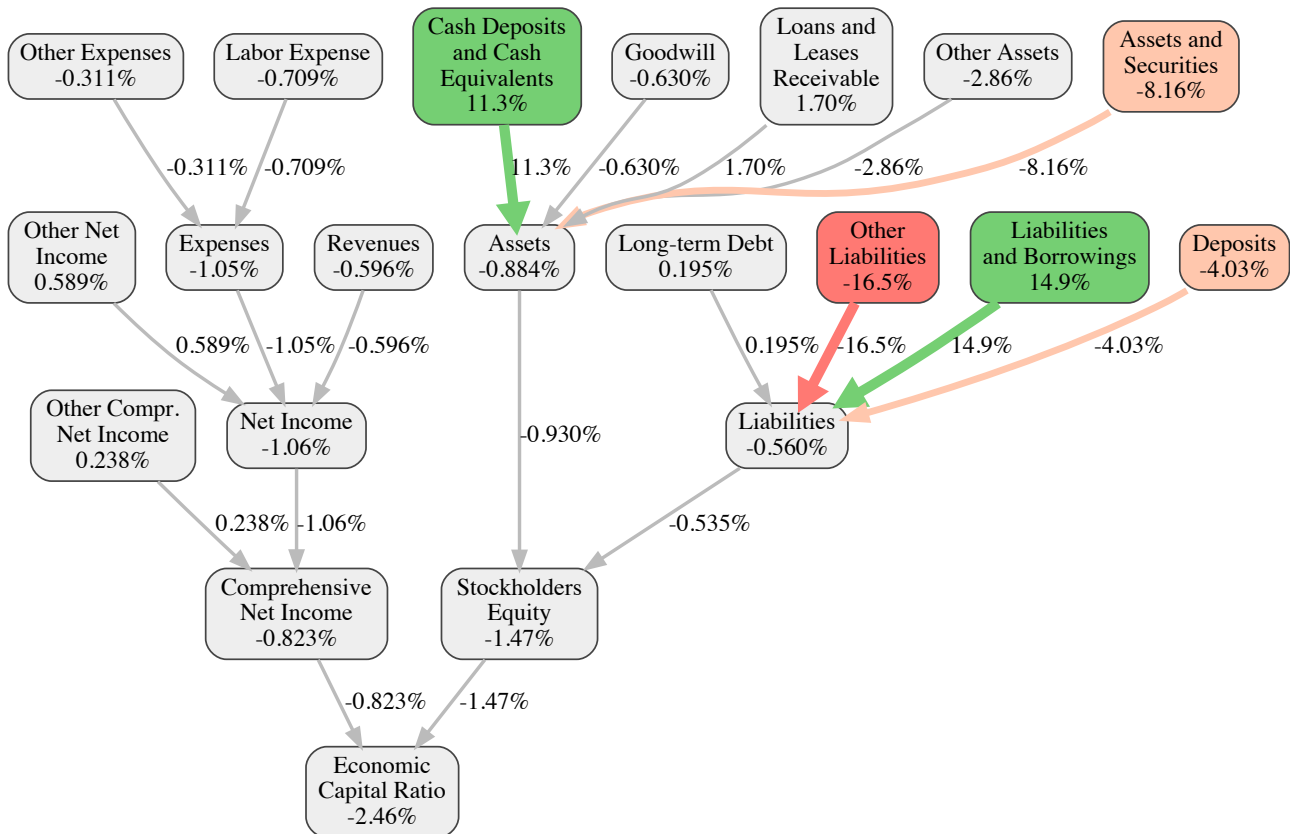 Other Expenses
-0.311%
Labor Expense
-0.709%
Cash Deposits
and Cash
Equivalents
11.3%
Goodwill
-0.630%
Loans and
Leases
Receivable
1.70%
Other Assets
-2.86%
Assets and
Securities
-8.16%
-0.311%
-0.709%
11.3%
-0.630%
1.70%
-2.86%
-8.16%
Other Net
Income
0.589%
Expenses
-1.05%
Revenues
-0.596%
Assets
-0.884%
Long-term Debt
0.195%
Other
Liabilities
-16.5%
Liabilities
and Borrowings
14.9%
Deposits
-4.03%
0.589%
-1.05%
-0.596%
0.195%
-16.5%
14.9%
-4.03%
Other Compr.
Net Income
0.238%
Net Income
-1.06%
-0.930%
Liabilities
-0.560%
0.238%
-1.06%
-0.535%
Comprehensive
Net Income
-0.823%
Stockholders
Equity
-1.47%
-0.823%
-1.47%
Economic
Capital Ratio
-2.46%